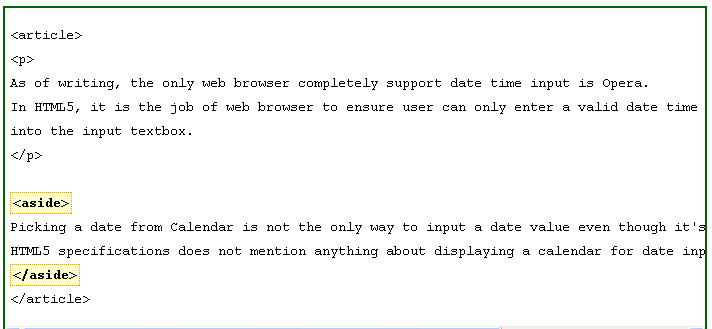 <article>
<p>
As of writing, the only web browser completely support date time input is Opera.
In HTML5, it is the job of web browser to ensure user can only enter a valid date time
into the input textbox.
</p>
<aside>
Picking a date from Calendar is not the only way to input a date value even though it's
HTML5 specifications does not mention anything about displaying a calendar for date inp
</aside>
</article>